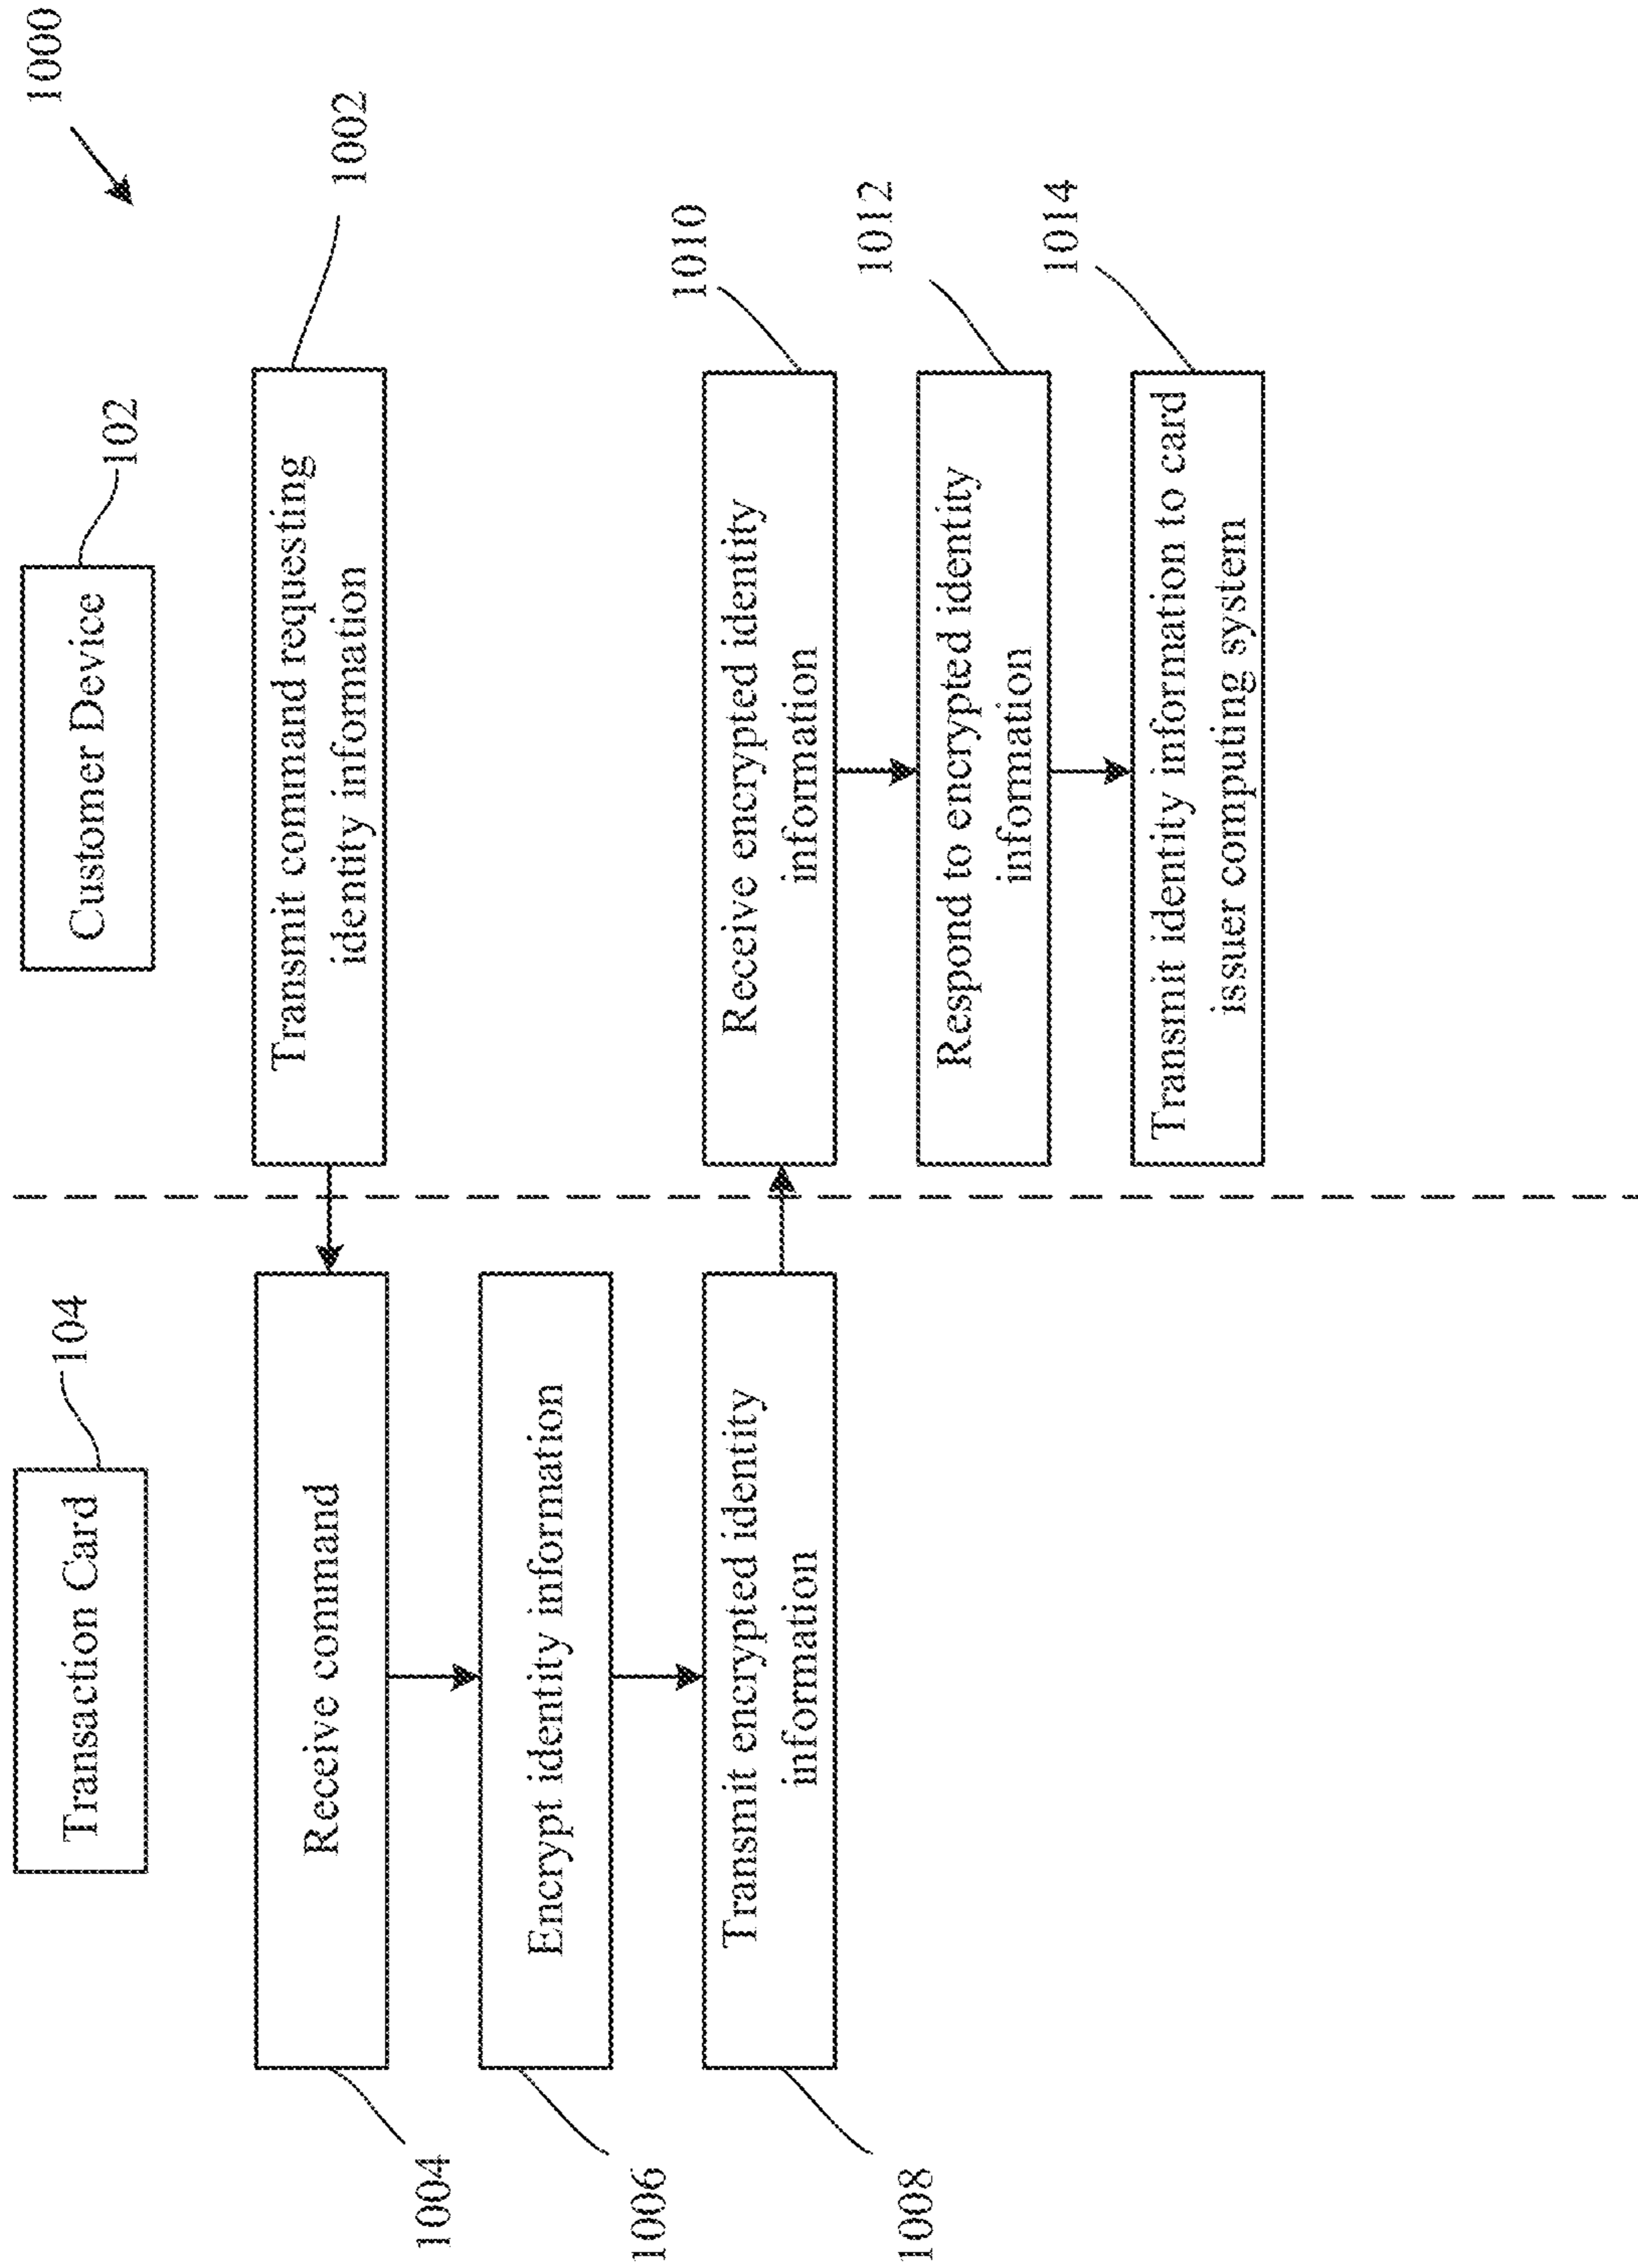 1000
Transaction Card
104
Customer Device
102
Transmit command requesting
identity information
1002
Receive command
1004
Encrypt identity information
1006
Transmit encrypted identity
information
1008
Receive encrypted identity
information
1010
Respond to encrypted identity
information
1012
Transmit identity information to card
issuer computing system
1014